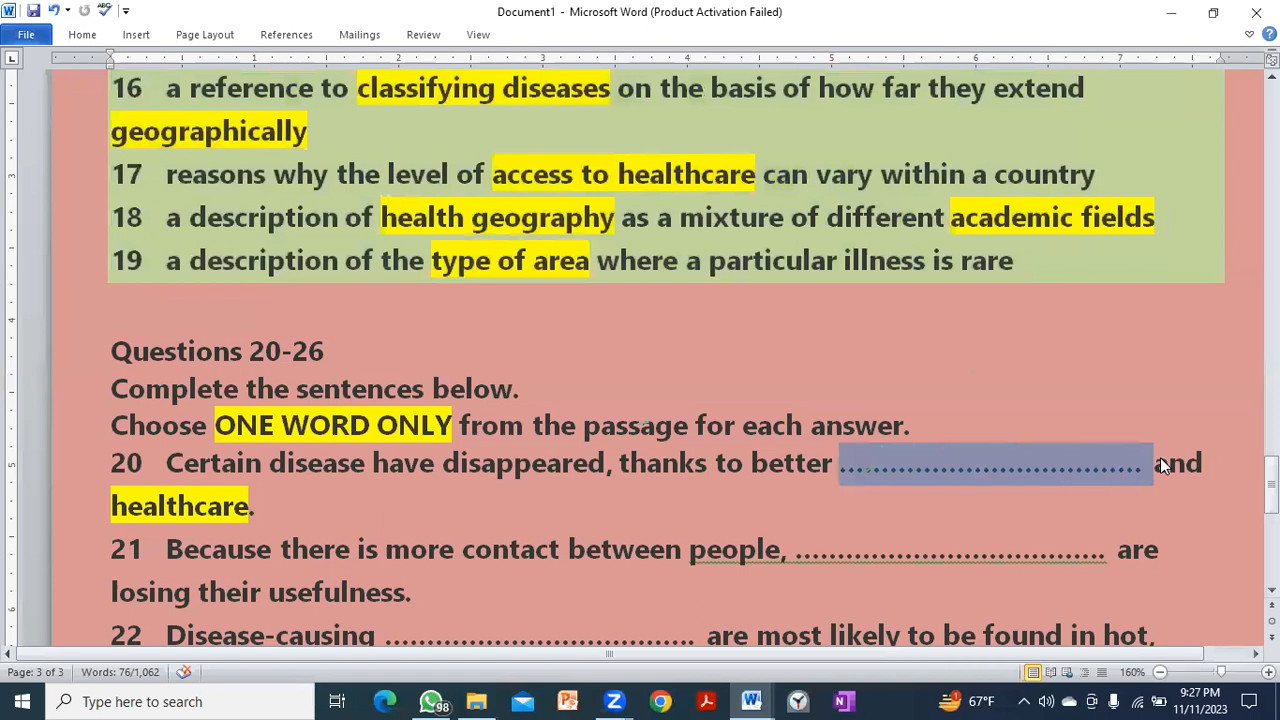 Document1 - Microsoft Word (Product Activation Failed)
File Home Insert Page Layout References Mailings Review View
16 a reference to classifying diseases on the basis of how far they extend
geographically
17 reasons why the level of access to healthcare can vary within a country
18 a description of health geography as a mixture of different academic fields
19 a description of the type of area where a particular illness is rare
Questions 20-26
Complete the sentences below.
Choose ONE WORD ONLY from the passage for each answer.
20 Certain disease have disappeared, thanks to better ………………………………. and
healthcare.
21 Because there is more contact between people, ………………………………. are
losing their usefulness.
22 Disease-causing ………………………………. are most likely to be found in hot,
Page: 3 of 3 Words: 76/1,062 160%
Type here to search 98 67°F 9:27 PM
11/11/2023